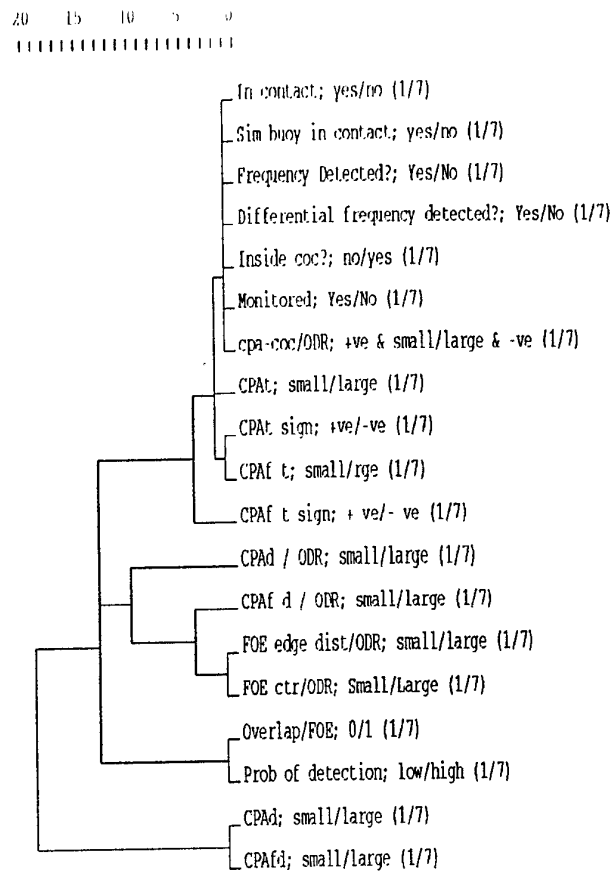 20 15 10 5 0
In contact; yes/no (1/7)
Sim buoy in contact; yes/no (1/7)
Frequency Detected?; Yes/No (1/7)
Differential frequency detected?; Yes/No (1/7)
Inside coc?; no/yes (1/7)
Monitored; Yes/No (1/7)
cpa-coc/ODR; +ve & small/large & -ve (1/7)
CPAt; small/large (1/7)
CPAt sign; +ve/-ve (1/7)
CPAf t; small/rge (1/7)
CPAf t sign; + ve/- ve (1/7)
CPAd / ODR; small/large (1/7)
CPAf d / ODR; small/large (1/7)
FOE edge dist/ODR; small/large (1/7)
FOE ctr/ODR; Small/Large (1/7)
Overlap/FOE; 0/1 (1/7)
Prob of detection; low/high (1/7)
CPAd; small/large (1/7)
CPAfd; small/large (1/7)